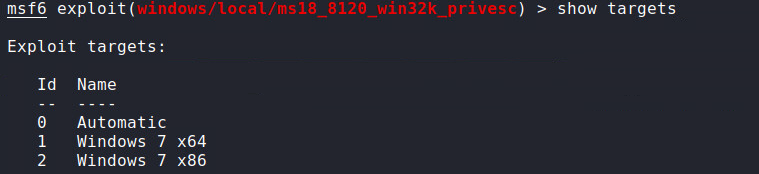 msf6 exploit(windows/local/ms18_8120_win32k_privesc) > show targets
Exploit targets:
Id  Name
--  ----
0   Automatic
1   Windows 7 x64
2   Windows 7 x86